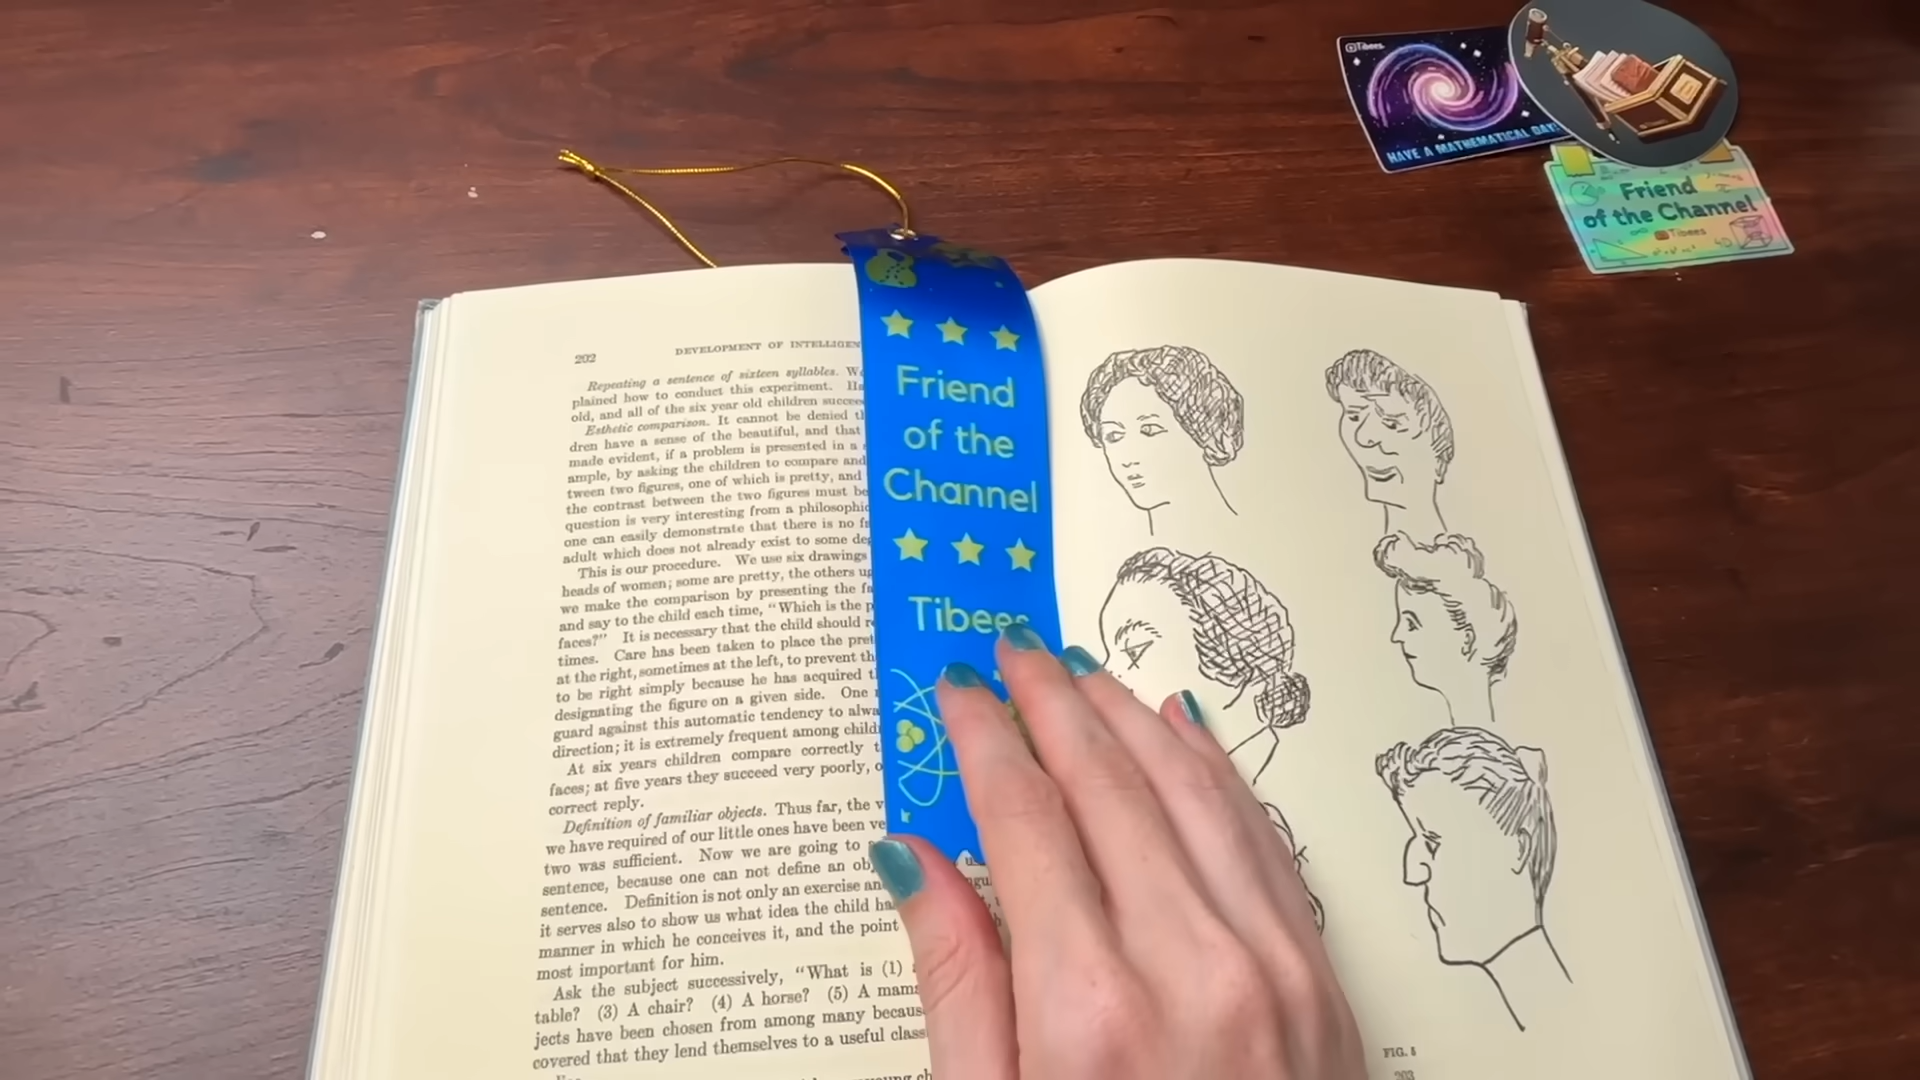 Tibees
HAVE A MATHEMATICAL DAY!
Friend
of the Channel
Tibees
4D
202
DEVELOPMENT OF INTELLIGEN
Repeating a sentence of sixteen syllables. We
plained how to conduct this experiment.
old, and all of the six year old children succee
Esthetic comparison. It cannot be denied th
dren have a sense of the beautiful, and that
made evident, if a problem is presented in a
ample, by asking the children to compare and
tween two figures, one of which is pretty, and
the contrast between the two figures must be
question is very interesting from a philosophic
one can easily demonstrate that there is no
adult which does not already exist to some deg
This is our procedure. We use six drawings
heads of women; some are pretty, the others ug
we make the comparison by presenting the
and say to the child each time, “Which is the p
faces?” It is necessary that the child should r
times. Care has been taken to place the pret
at the right, sometimes at the left, to prevent th
to be right simply because he has acquired t
designating the figure on a given side. One
guard against this automatic tendency to alwa
direction; it is extremely frequent among child
At six years children compare correctly t
faces; at five years they succeed very poorly, o
correct reply.
Definition of familiar objects. Thus far, the v
we have required of our little ones have been ve
two was sufficient. Now we are going to
sentence, because one can not define an obj
sentence. Definition is not only an exercise an
it serves also to show us what idea the child ha
manner in which he conceives it, and the point
most important for him.
Ask the subject successively, “What is (1)
table? (3) A chair? (4) A horse? (5) A mam
jects have been chosen from among many becaus
covered that they lend themselves to a useful class
Friend
of the
Channel
Tibees
FIG. 8
203